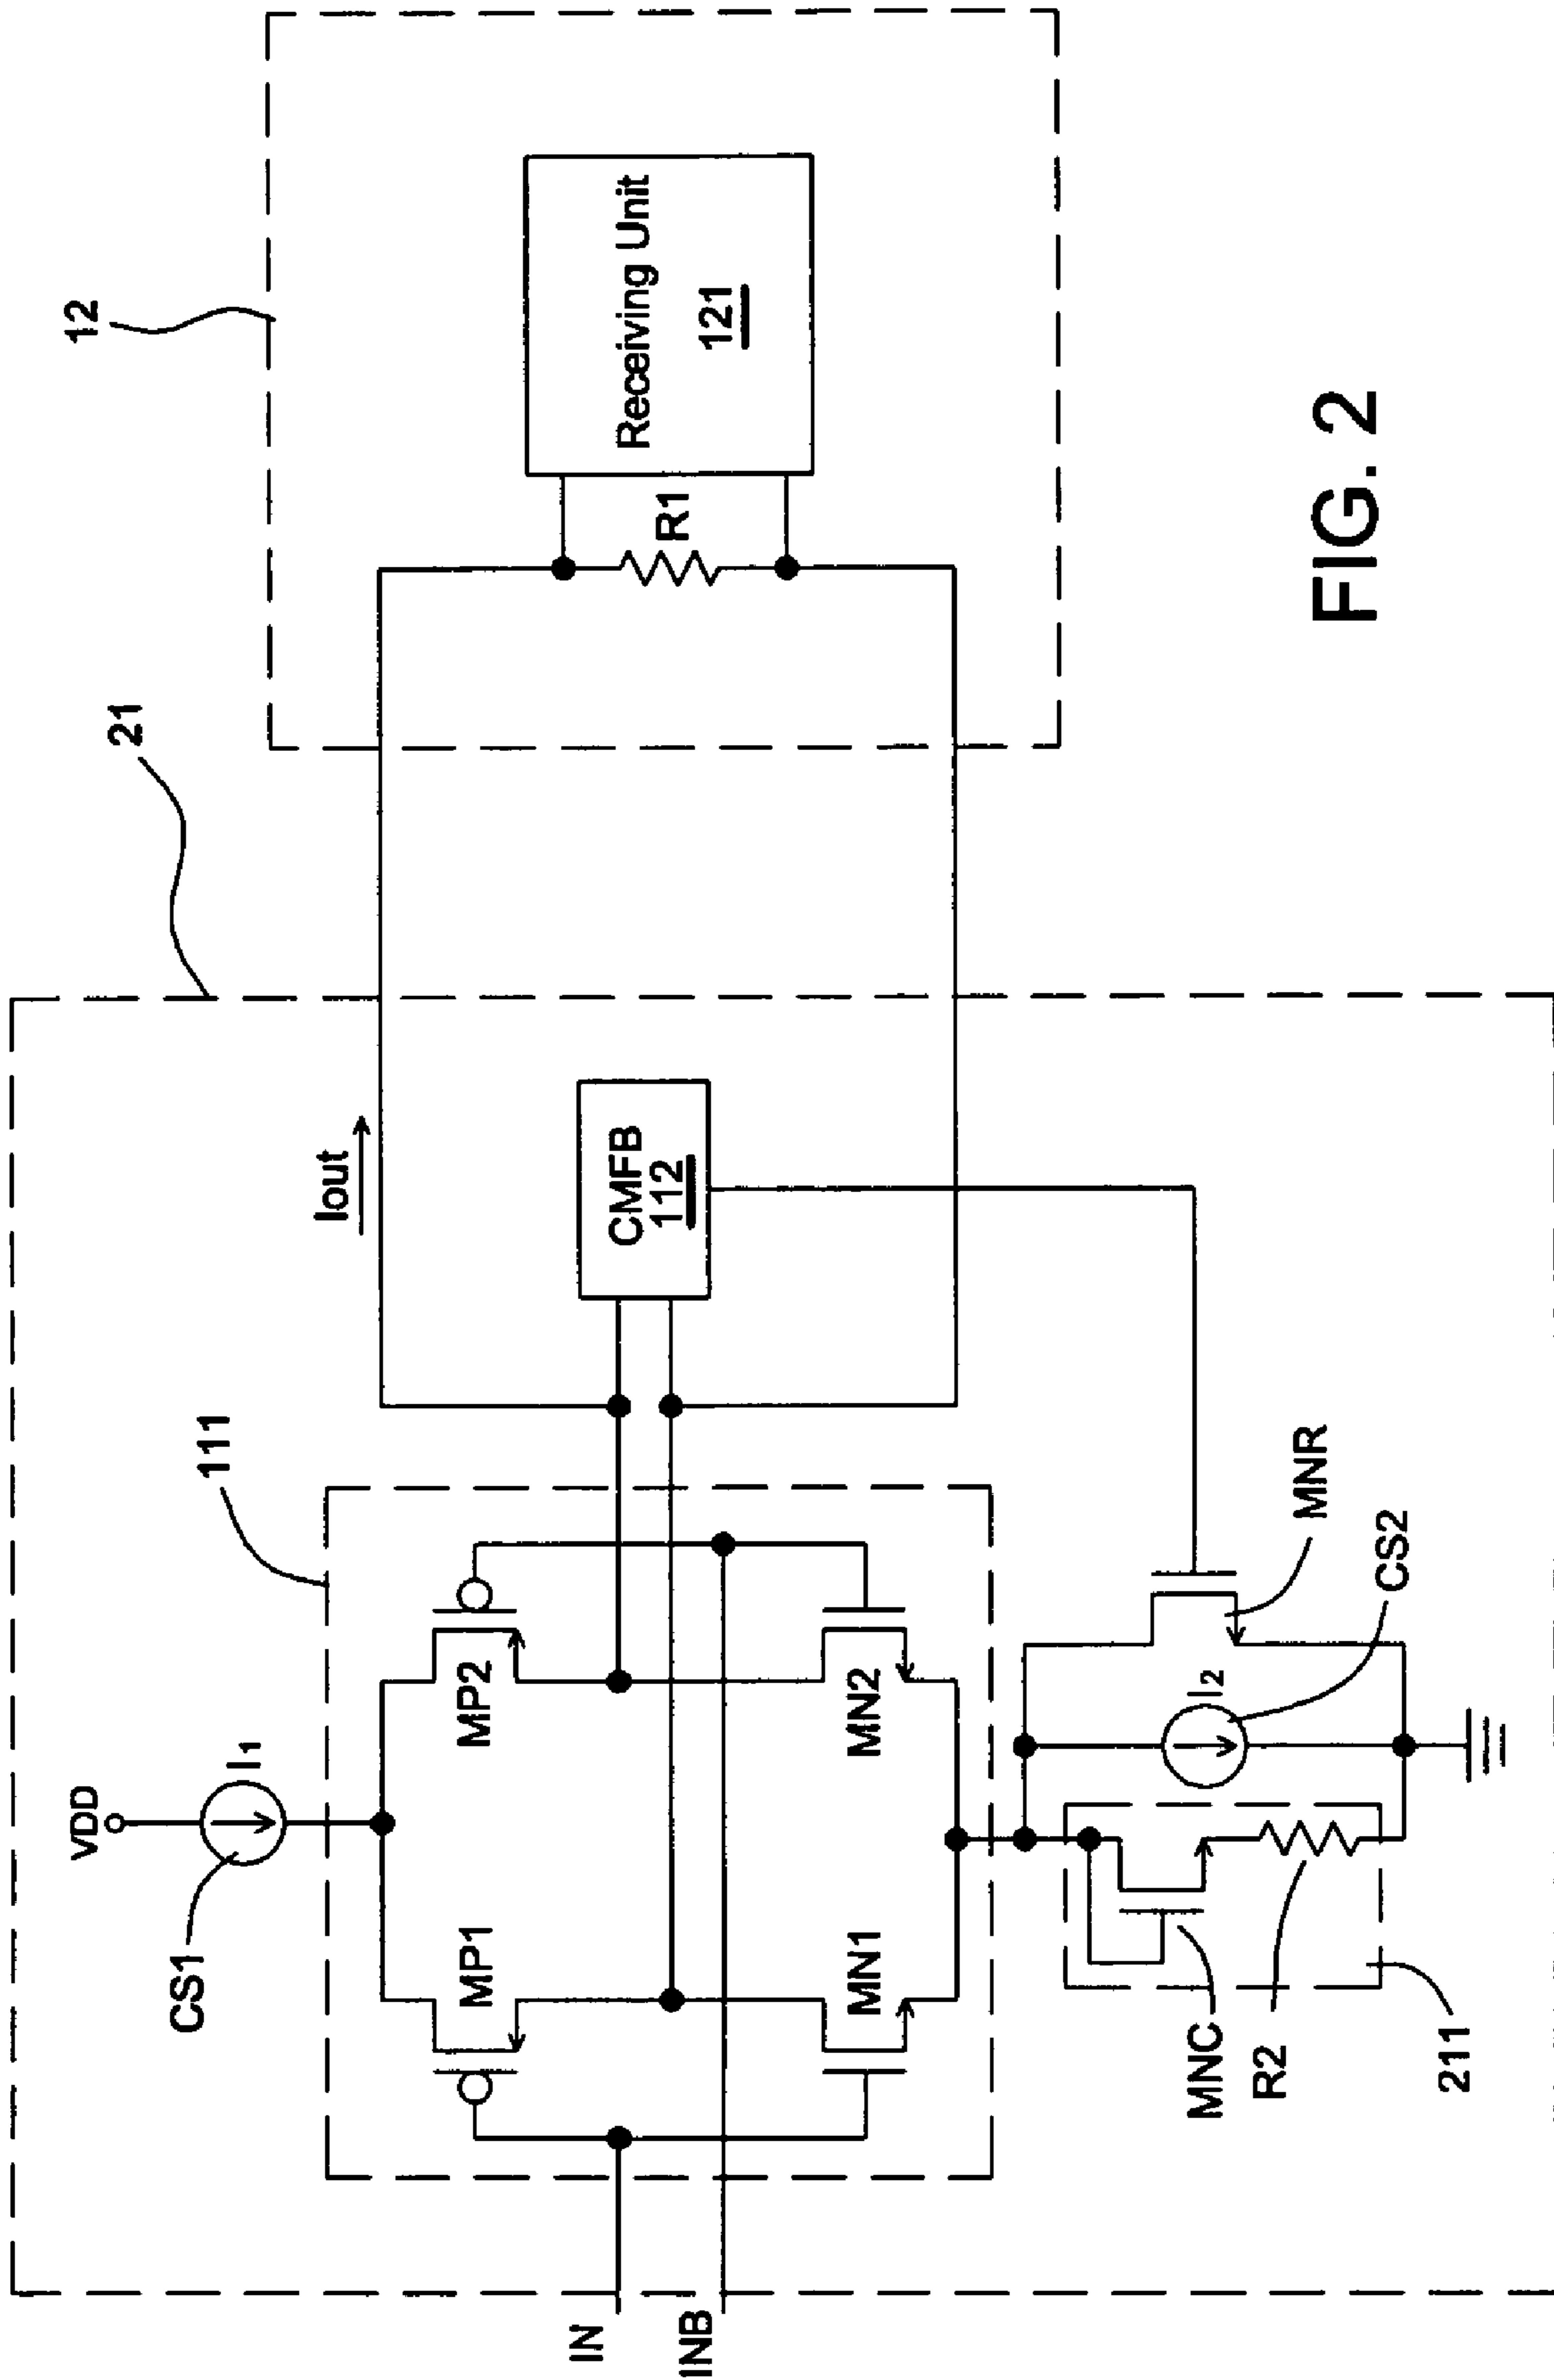 12
21
Receiving Unit
121
R1
Iout
CMFB
112
111
VDD
I1
CS1
MP1
MP2
MN1
MN2
IN
INB
MNR
CS2
I2
MNC
R2
211
FIG. 2